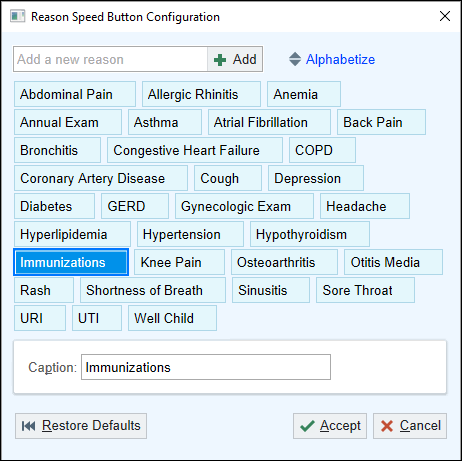 Reason Speed Button Configuration
Add a new reason Add Alphabetize
Abdominal Pain Allergic Rhinitis Anemia
Annual Exam Asthma Atrial Fibrillation Back Pain
Bronchitis Congestive Heart Failure COPD
Coronary Artery Disease Cough Depression
Diabetes GERD Gynecologic Exam Headache
Hyperlipidemia Hypertension Hypothyroidism
Immunizations Knee Pain Osteoarthritis Otitis Media
Rash Shortness of Breath Sinusitis Sore Throat
URI UTI Well Child
Caption: Immunizations
Restore Defaults Accept Cancel